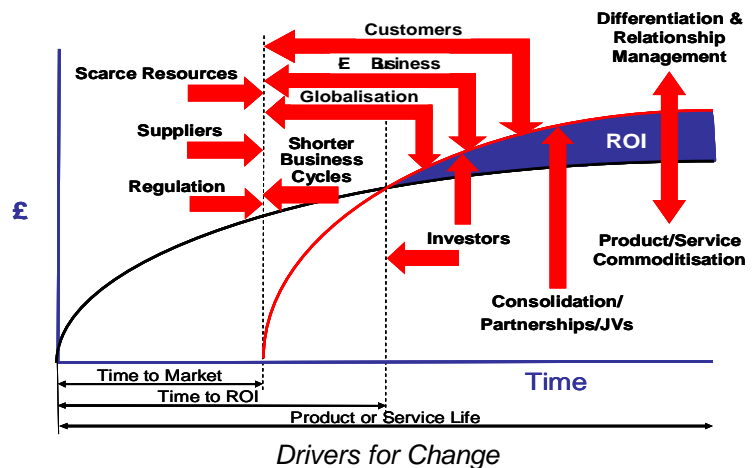 Customers
Differentiation &
Relationship
Management
E Business
Scarce Resources
Globalisation
Suppliers
Shorter
Business
Cycles
ROI
Regulation
£
Investors
Product/Service
Commoditisation
Consolidation/
Partnerships/JVs
Time to Market
Time
Time to ROI
Product or Service Life
Drivers for Change